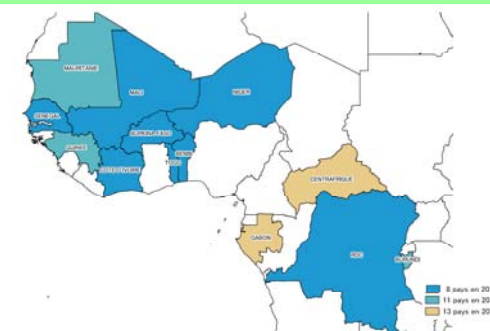 MAURITANIE
MALI
NIGER
SENEGAL
BURKINA FASO
GUINEE
BENIN
TOGO
COTE D'IVOIRE
CENTRAFRIQUE
GABON
RDC
BURUNDI
8 pays en 20
11 pays en 20
13 pays en 20